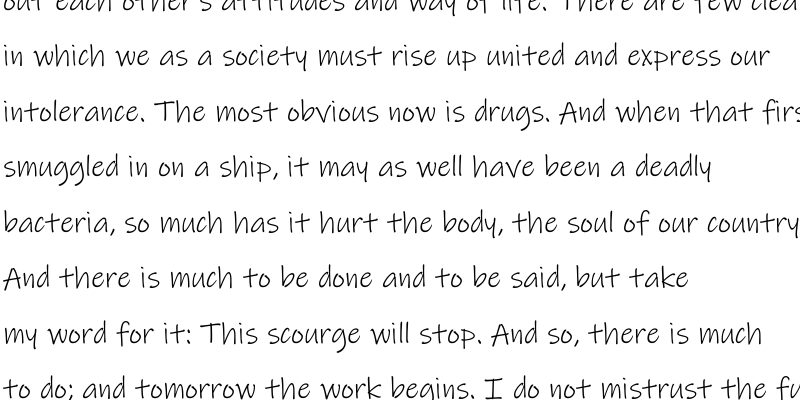 out each other's attitudes and way of life. There are few
in which we as a society must rise up united and express our
intolerance. The most obvious now is drugs. And when that
smuggled in on a ship, it may as well have been a deadly
bacteria, so much has it hurt the body, the soul of our country
And there is much to be done and to be said, but take
my word for it: This scourge will stop. And so, there is much
to do; and tomorrow the work begins. I do not mistrust the